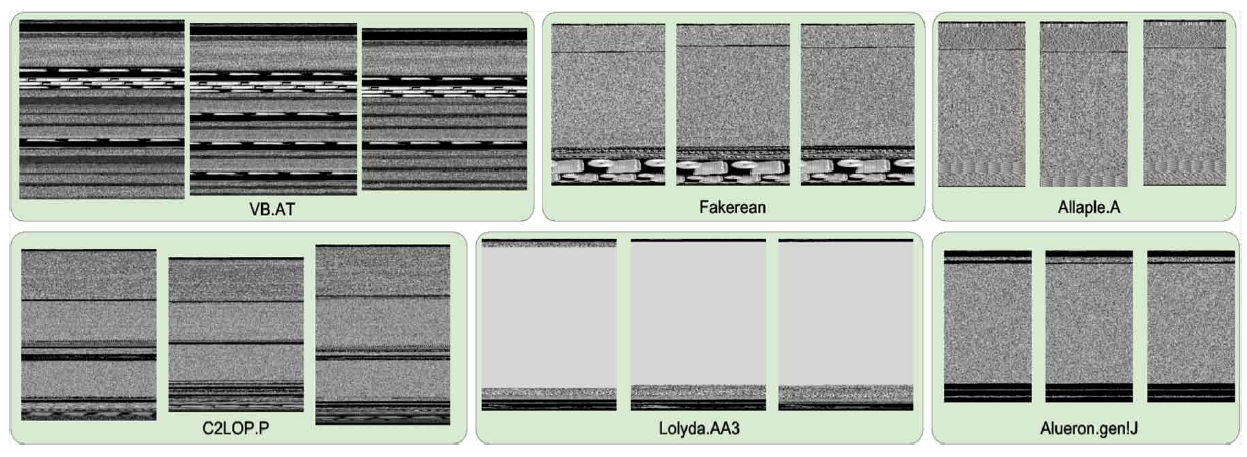 VB.AT
Fakerean
Allaple.A
C2LOP.P
Lolyda.AA3
Alueron.gen!J